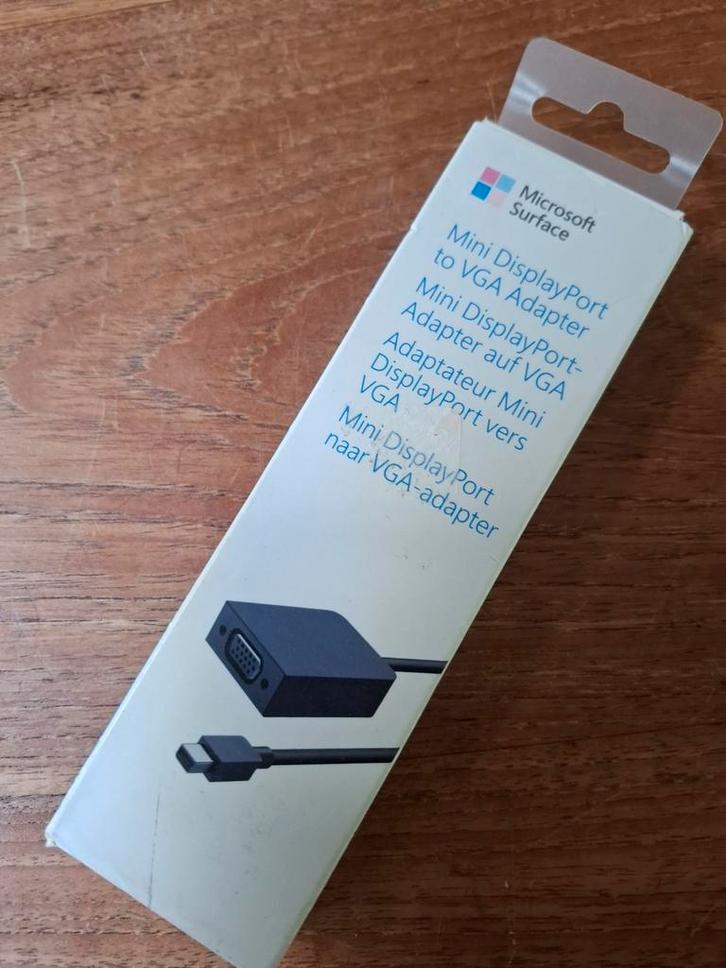 Microsoft
Surface
Mini DisplayPort
to VGA Adapter
Mini DisplayPort-
Adapter auf VGA
Adaptateur Mini
DisplayPort vers
VGA
Mini DisplayPort
naar VGA-adapter